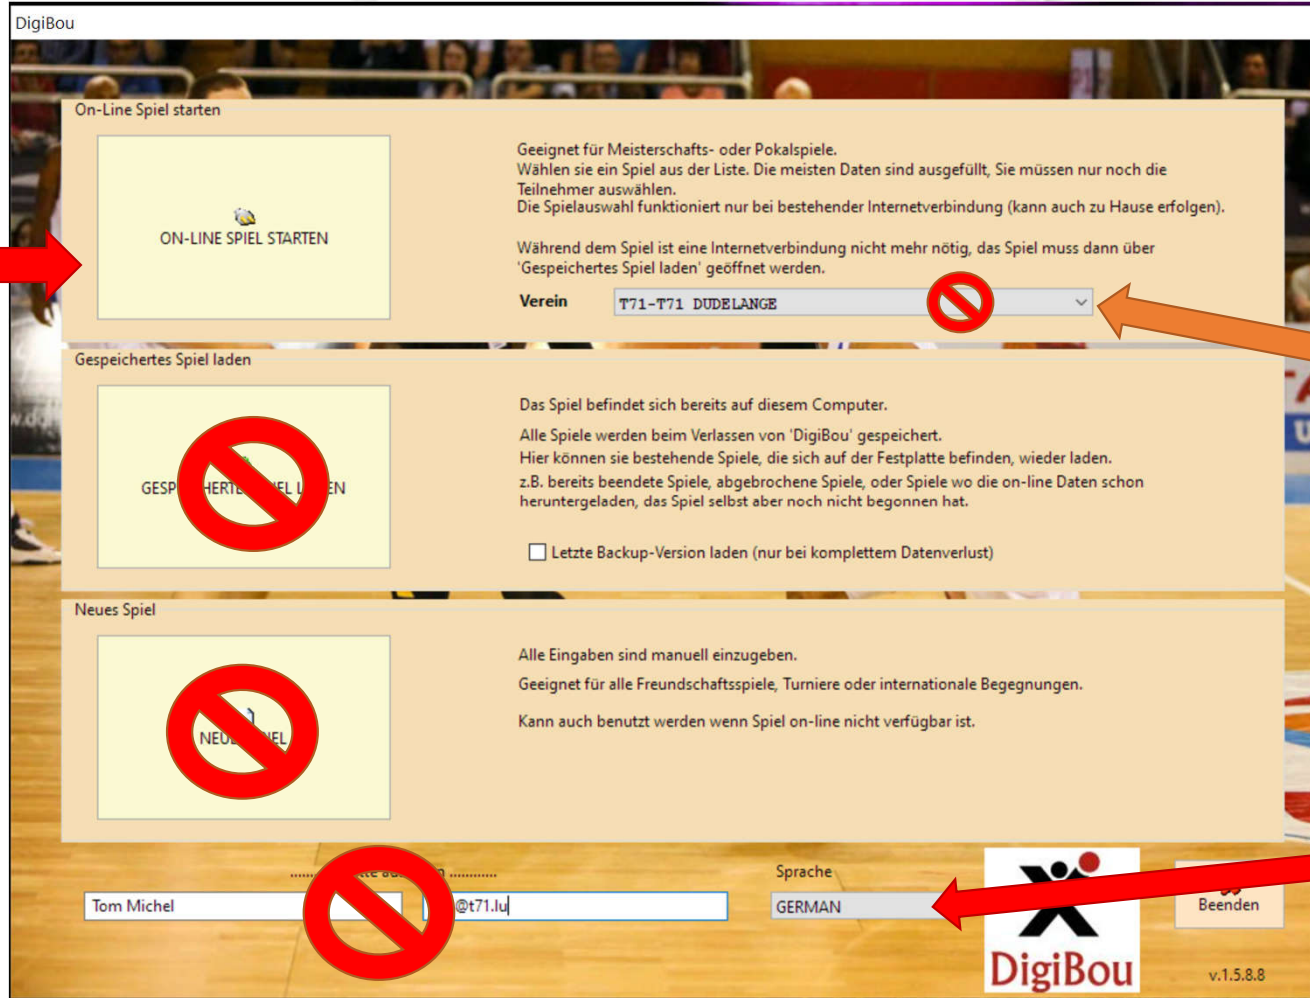 DigiBou
On-Line Spiel starten
ON-LINE SPIEL STARTEN
Geeignet für Meisterschafts- oder Pokalspiele.
Wählen sie ein Spiel aus der Liste. Die meisten Daten sind ausgefüllt, Sie müssen nur noch die
Teilnehmer auswählen.
Die Spielauswahl funktioniert nur bei bestehender Internetverbindung (kann auch zu Hause erfolgen).
Während dem Spiel ist eine Internetverbindung nicht mehr nötig, das Spiel muss dann über
'Gespeichertes Spiel laden' geöffnet werden.
Verein
T71-T71 DUDELANGE
Gespeichertes Spiel laden
Das Spiel befindet sich bereits auf diesem Computer.
Alle Spiele werden beim Verlassen von 'DigiBou' gespeichert.
Hier können sie bestehende Spiele, die sich auf der Festplatte befinden, wieder laden.
z.B. bereits beendete Spiele, abgebrochene Spiele, oder Spiele wo die on-line Daten schon
heruntergeladen, das Spiel selbst aber noch nicht begonnen hat.
Letzte Backup-Version laden (nur bei komplettem Datenverlust)
Neues Spiel
Alle Eingaben sind manuell einzugeben.
Geeignet für alle Freundschaftsspiele, Turniere oder internationale Begegnungen.
Kann auch benutzt werden wenn Spiel on-line nicht verfügbar ist.
Sprache
Tom Michel
@t71.lu
GERMAN
Beenden
DigiBou
v.1.5.8.8